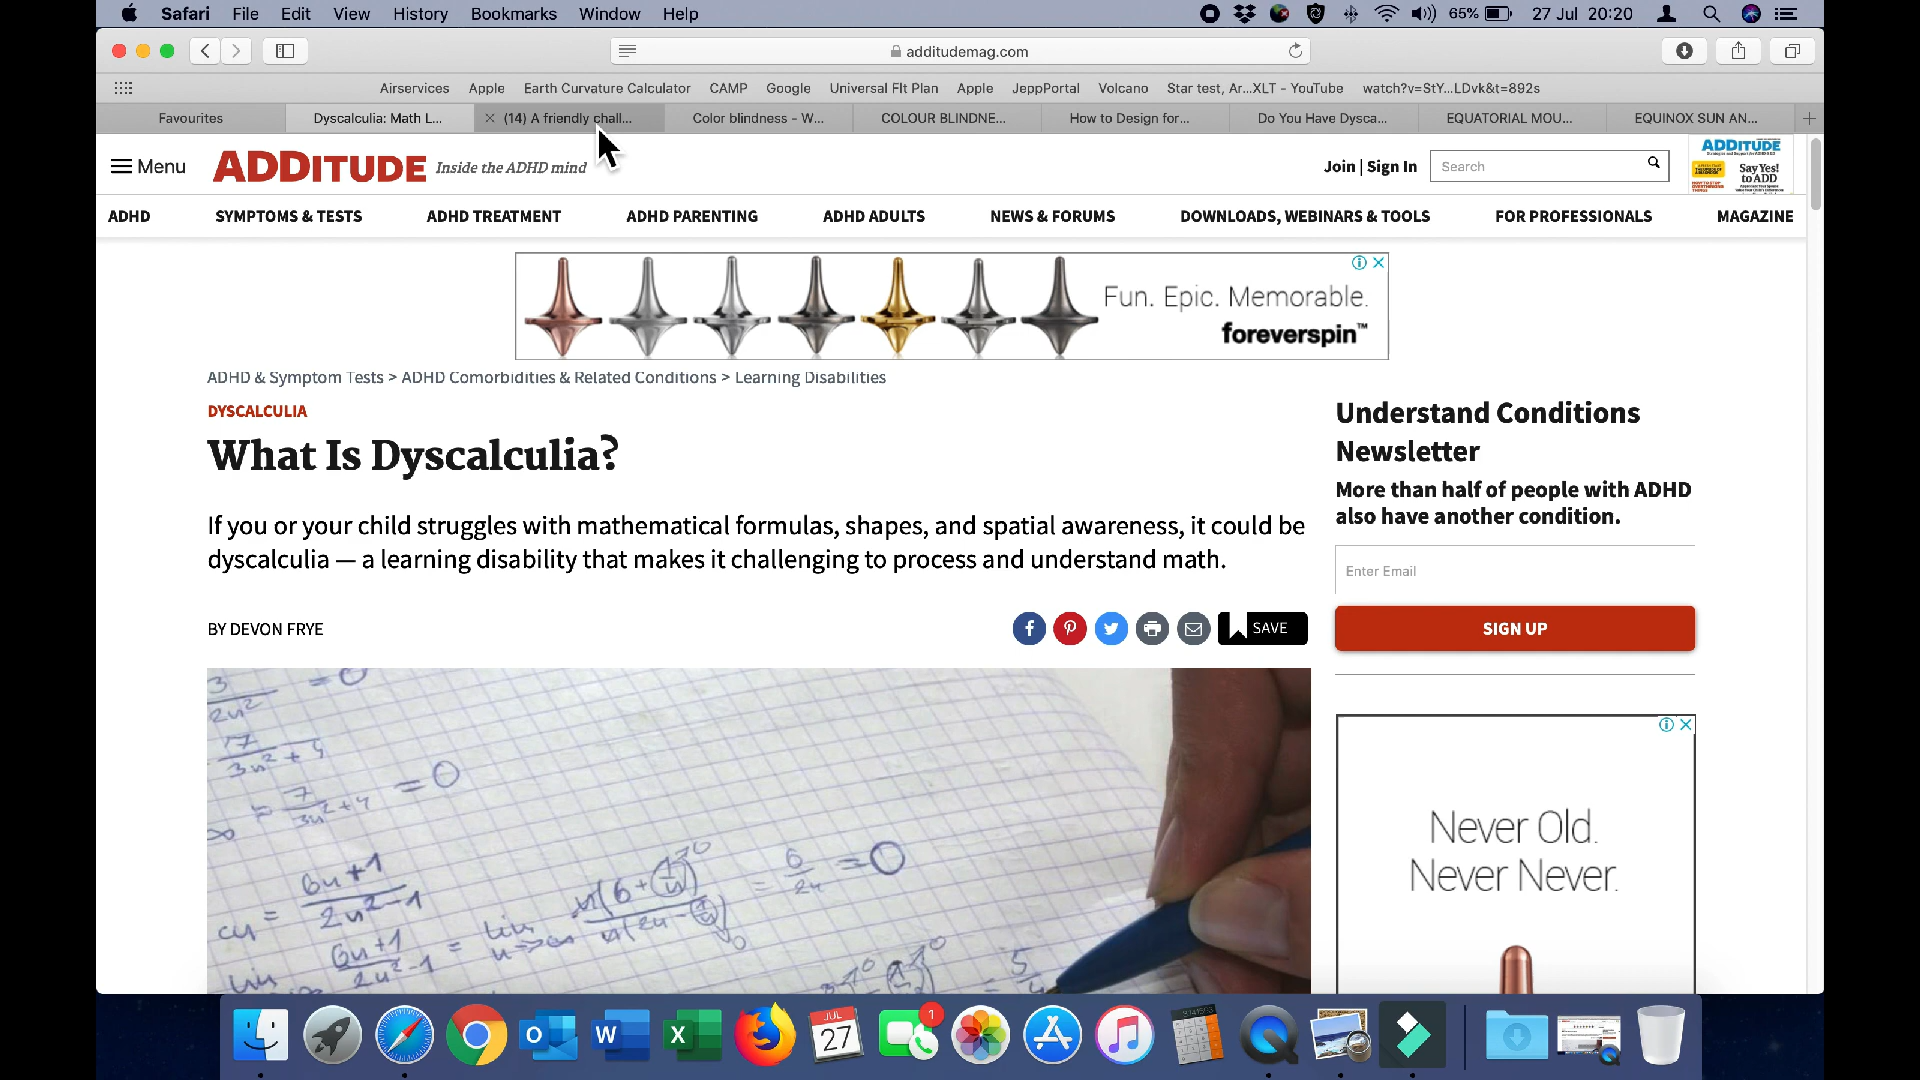 Safari File Edit View History Bookmarks Window Help 65% 27 Jul 20:20
additudemag.com
Airservices Apple Earth Curvature Calculator CAMP Google Universal Flt Plan Apple JeppPortal Volcano Star test, Ar...XLT - YouTube watch?v=StY...LDvk&t=892s
Favourites Dyscalculia: Math L... (14) A friendly chall... Color blindness - W... COLOUR BLINDNE... How to Design for... Do You Have Dysca... EQUATORIAL MOU... EQUINOX SUN AN...
Menu ADDITUDE Inside the ADHD mind Join | Sign In Search
ADDITUDE
Say Yes!
to ADD
ADHD SYMPTOMS & TESTS ADHD TREATMENT ADHD PARENTING ADHD ADULTS NEWS & FORUMS DOWNLOADS, WEBINARS & TOOLS FOR PROFESSIONALS MAGAZINE
Fun. Epic. Memorable.
foreverspin™
ADHD & Symptom Tests > ADHD Comorbidities & Related Conditions > Learning Disabilities
DYSCALCULIA
What Is Dyscalculia?
If you or your child struggles with mathematical formulas, shapes, and spatial awareness, it could be
dyscalculia — a learning disability that makes it challenging to process and understand math.
BY DEVON FRYE
SAVE
Understand Conditions
Newsletter
More than half of people with ADHD
also have another condition.
Enter Email
SIGN UP
Never Old.
Never Never.
JUL
27
1